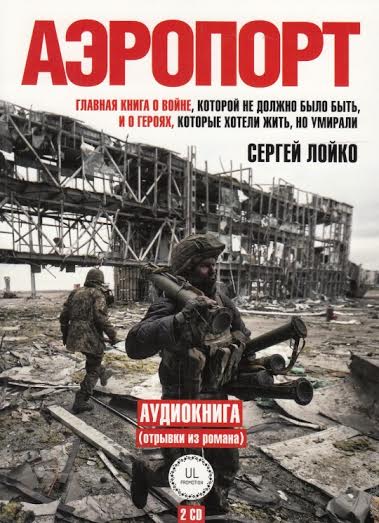 АЭРОПОРТ
ГЛАВНАЯ КНИГА О ВОЙНЕ, КОТОРОЙ НЕ ДОЛЖНО БЫЛО БЫТЬ,
И О ГЕРОЯХ, КОТОРЫЕ ХОТЕЛИ ЖИТЬ, НО УМИРАЛИ
СЕРГЕЙ ЛОЙКО
АУДИОКНИГА
(отрывки из романа)
UL
PROMOTION
2 CD